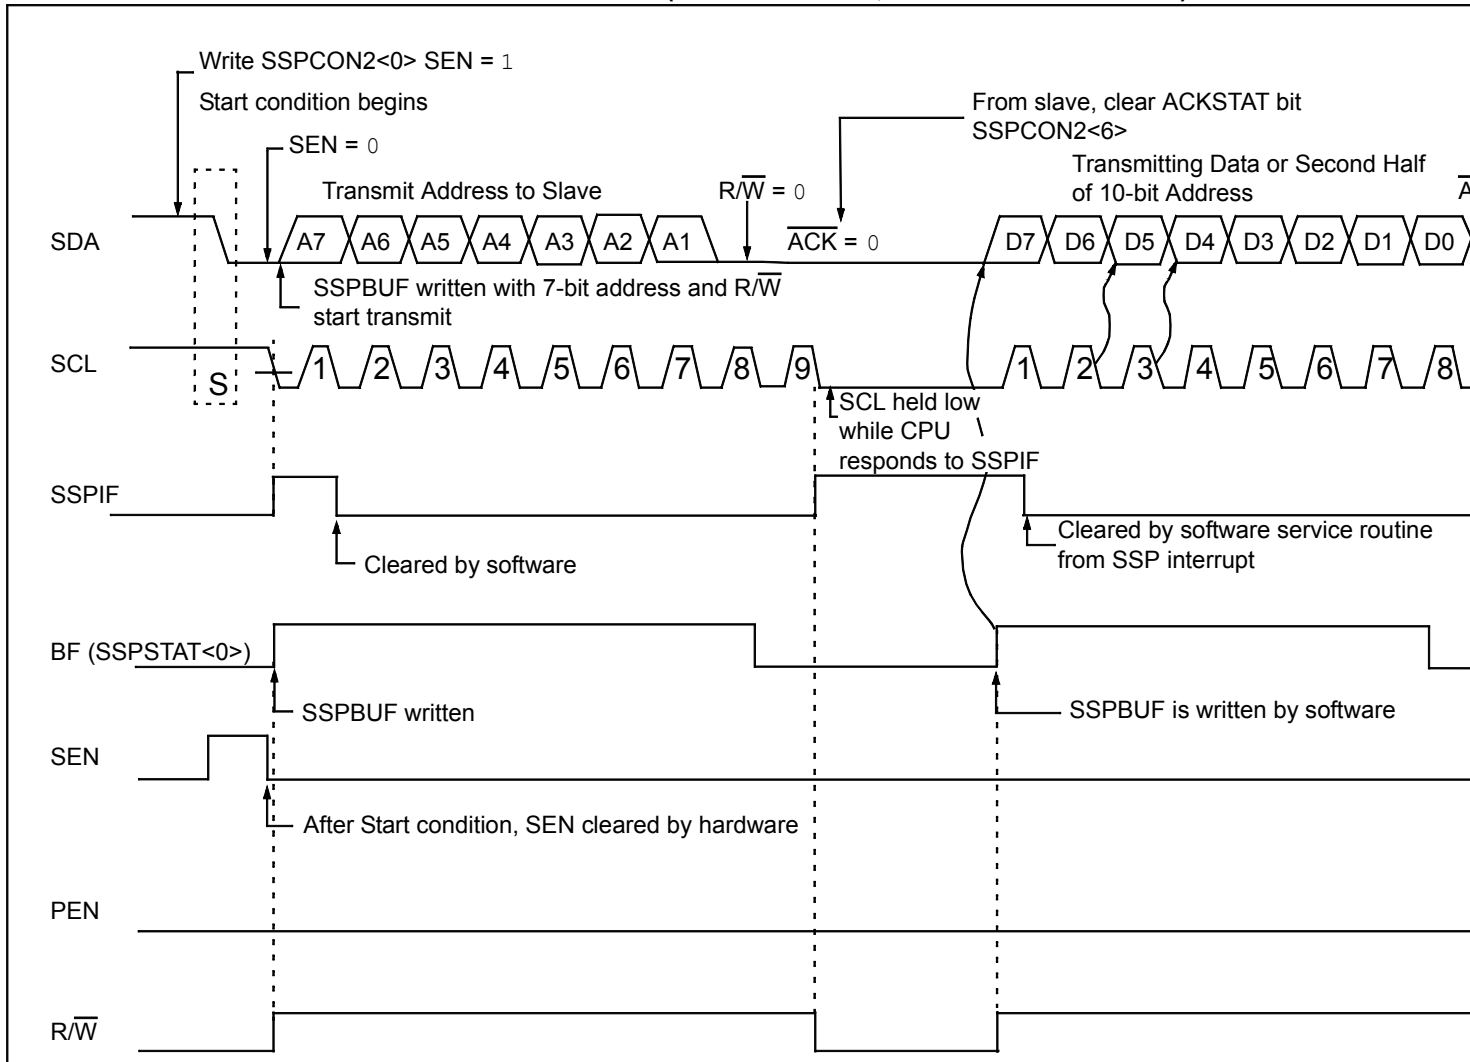 Write SSPCON2<0> SEN = 1
Start condition begins
From slave, clear ACKSTAT bit
SSPCON2<6>
SEN = 0
Transmitting Data or Second Half
of 10-bit Address
Transmit Address to Slave
R/W = 0
A
SDA
A7 A6 A5 A4 A3 A2 A1
ACK = 0
D7 D6 D5 D4 D3 D2 D1 D0
SSPBUF written with 7-bit address and R/W
start transmit
SCL
S
1 2 3 4 5 6 7 8 9
1 2 3 4 5 6 7 8
SCL held low
while CPU
responds to SSPIF
SSPIF
Cleared by software
Cleared by software service routine
from SSP interrupt
BF (SSPSTAT<0>)
SSPBUF written
SSPBUF is written by software
SEN
After Start condition, SEN cleared by hardware
PEN
R/W